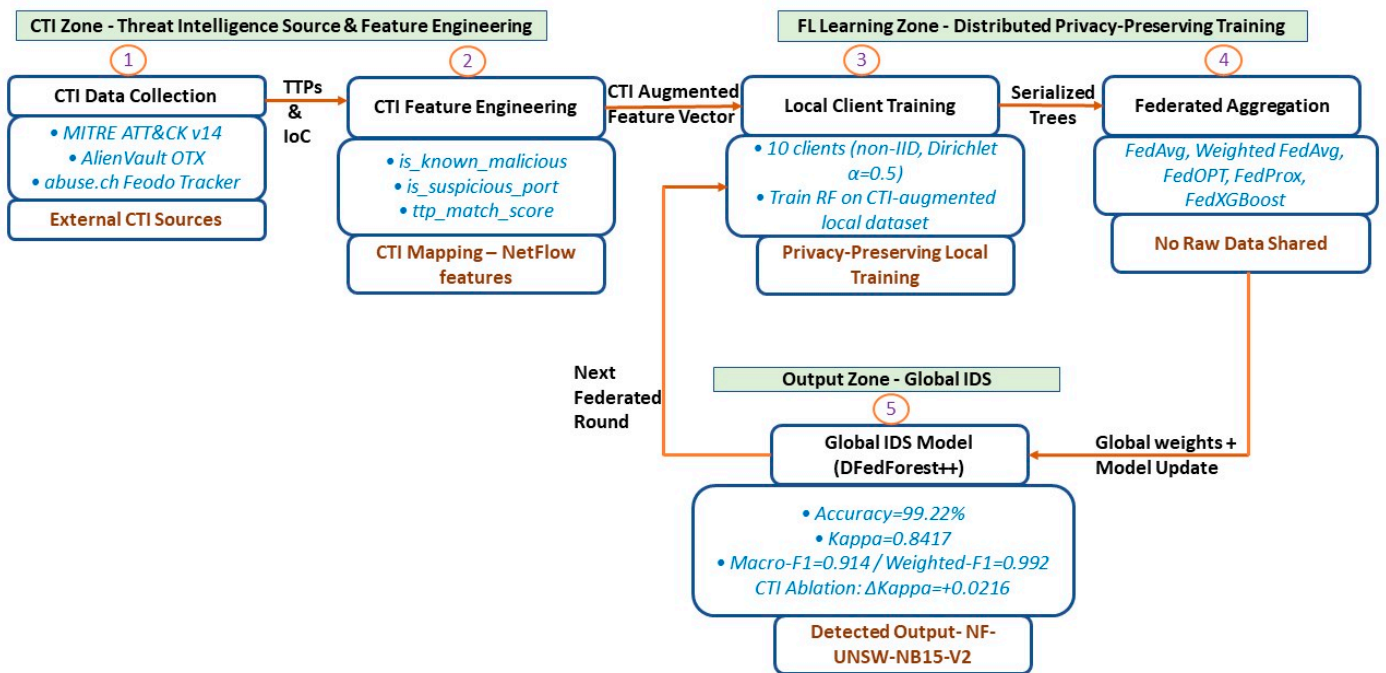 CTI Zone - Threat Intelligence Source & Feature Engineering
1
CTI Data Collection
• MITRE ATT&CK v14
• AlienVault OTX
• abuse.ch Feodo Tracker
External CTI Sources
TTPs
&
IoC
2
CTI Feature Engineering
• is_known_malicious
• is_suspicious_port
• ttp_match_score
CTI Mapping – NetFlow
features
CTI Augmented
Feature Vector
FL Learning Zone - Distributed Privacy-Preserving Training
3
Local Client Training
• 10 clients (non-IID, Dirichlet
α=0.5)
• Train RF on CTI-augmented
local dataset
Privacy-Preserving Local
Training
Serialized
Trees
4
Federated Aggregation
FedAvg, Weighted FedAvg,
FedOPT, FedProx,
FedXGBoost
No Raw Data Shared
Global weights +
Model Update
Output Zone - Global IDS
5
Global IDS Model
(DFedForest++)
• Accuracy=99.22%
• Kappa=0.8417
• Macro-F1=0.914 / Weighted-F1=0.992
CTI Ablation: ΔKappa=+0.0216
Detected Output- NF-
UNSW-NB15-V2
Next
Federated
Round